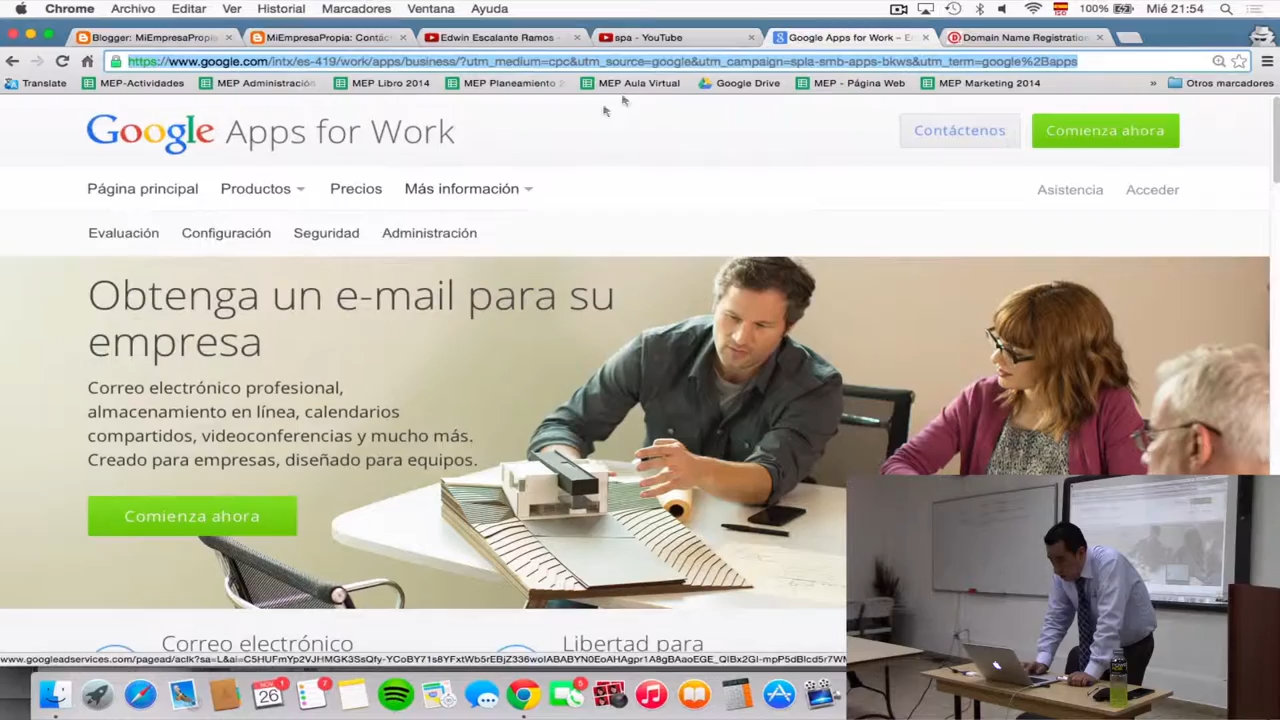 Chrome Archivo Editar Ver Historial Marcadores Ventana Ayuda 100% Mié 21:54
Blogger: MiEmpresaPropia
MiEmpresaPropia: Contác
Edwin Escalante Ramos -
spa - YouTube
Google Apps for Work – E
Domain Name Registration
https://www.google.com/intx/es-419/work/apps/business/?utm_medium=cpc&utm_source=google&utm_campaign=spla-smb-apps-bkws&utm_term=google%2Bapps
Translate MEP-Actividades MEP Administración MEP Libro 2014 MEP Planeamiento 2 MEP Aula Virtual Google Drive MEP - Página Web MEP Marketing 2014 » Otros marcadores
Google Apps for Work
Contáctenos Comienza ahora
Página principal Productos Precios Más información
Asistencia Acceder
Evaluación Configuración Seguridad Administración
Obtenga un e-mail para su
empresa
Correo electrónico profesional,
almacenamiento en línea, calendarios
compartidos, videoconferencias y mucho más.
Creado para empresas, diseñado para equipos.
Comienza ahora
Correo electrónico
Libertad para
NOV
26
1
7
5